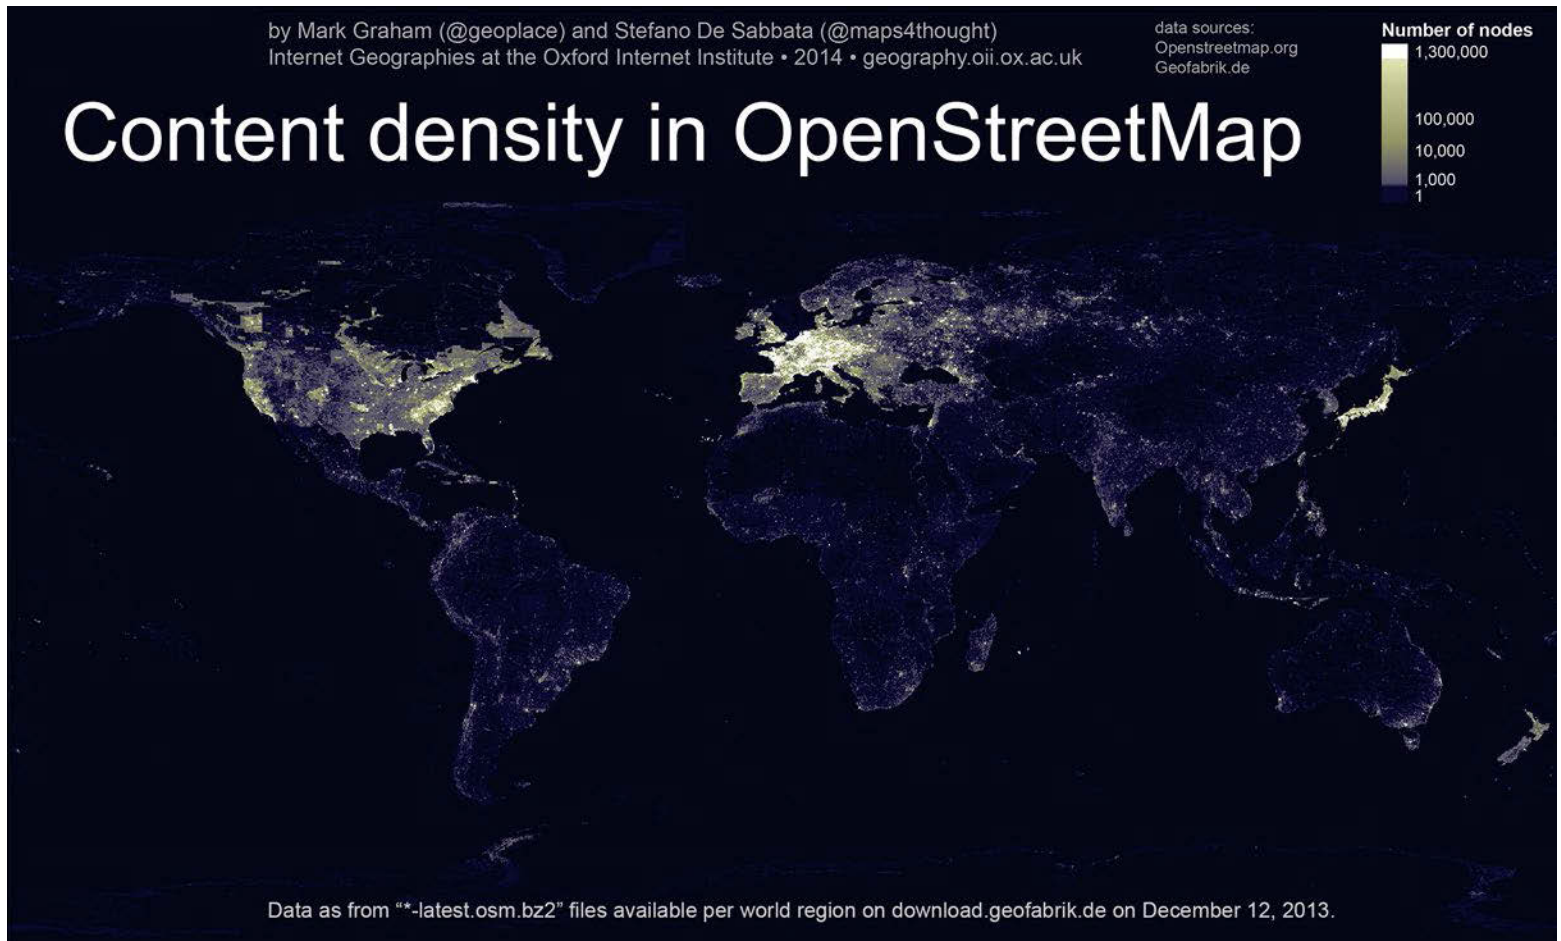 by Mark Graham (@geoplace) and Stefano De Sabbata (@maps4thought)
Internet Geographies at the Oxford Internet Institute • 2014 • geography.oii.ox.ac.uk
data sources:
Openstreetmap.org
Geofabrik.de
Number of nodes
1,300,000
100,000
10,000
1,000
1
Content density in OpenStreetMap
Data as from “*-latest.osm.bz2” files available per world region on download.geofabrik.de on December 12, 2013.